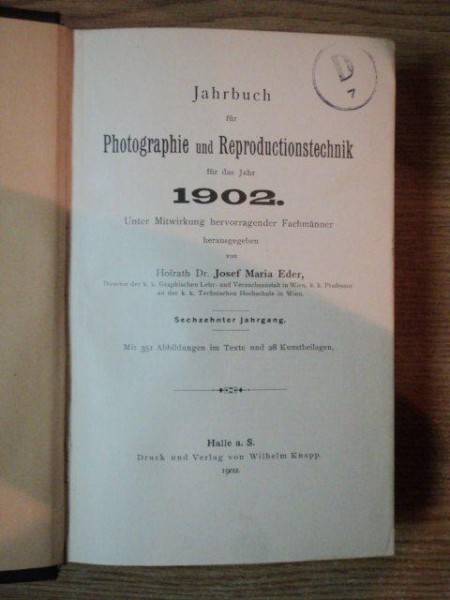 D
7
Jahrbuch
für
Photographie und Reproductionstechnik
für das Jahr
1902.
Unter Mitwirkung hervorragender Fachmänner
herausgegeben
von
Hofrath Dr. Josef Maria Eder,
Director der k. k. Graphischen Lehr- und Versuchsanstalt in Wien, k. k. Professor
an der k. k. Technischen Hochschule in Wien.
Sechzehnter Jahrgang.
Mit 351 Abbildungen im Texte und 28 Kunstbeilagen.
Halle a. S.
Druck und Verlag von Wilhelm Knapp.
1902.